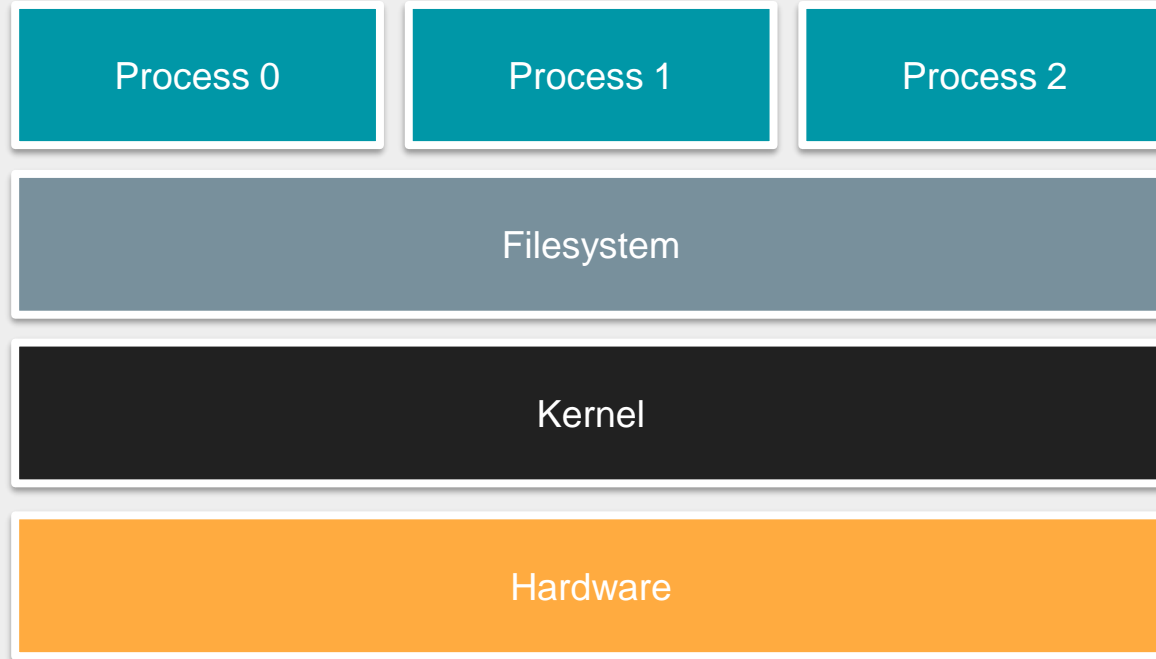 Process 0
Process 1
Process 2
Filesystem
Kernel
Hardware